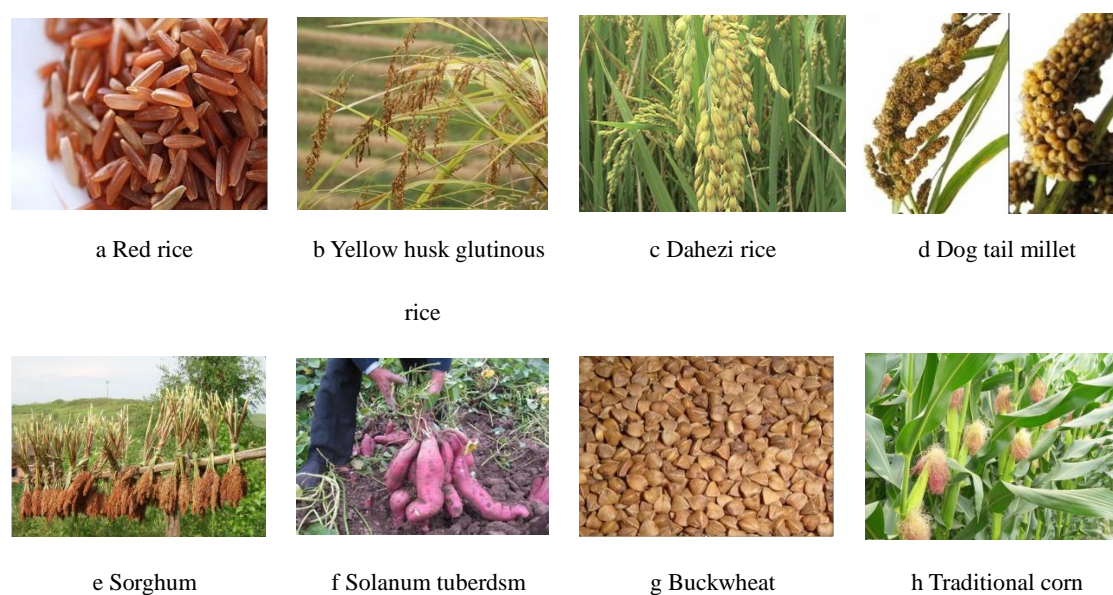 a Red rice
b Yellow husk glutinous
rice
c Dahezi rice
d Dog tail millet
e Sorghum
f Solanum tuberdsm
g Buckwheat
h Traditional corn